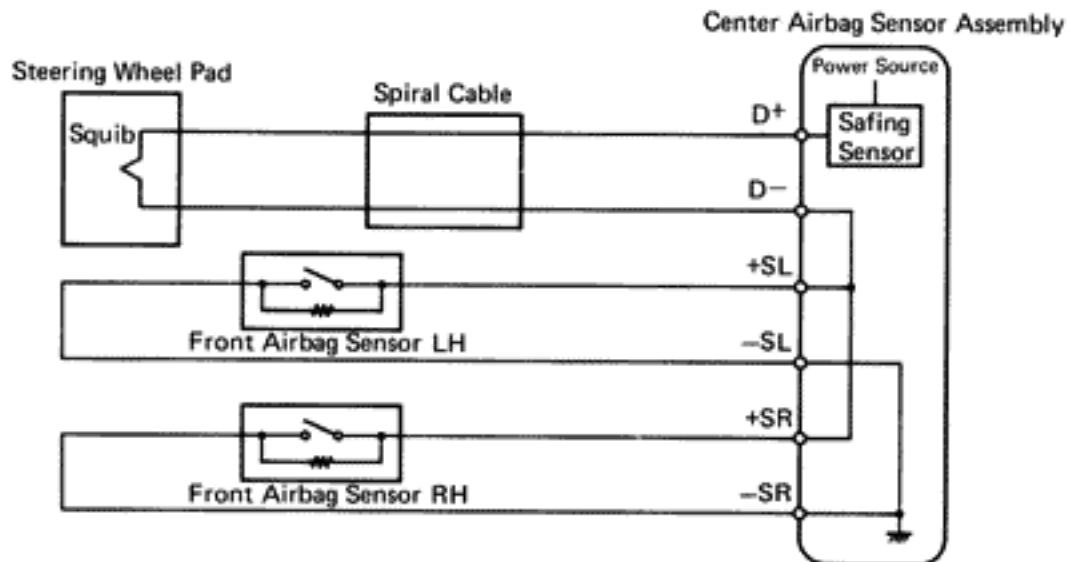 Center Airbag Sensor Assembly
Steering Wheel Pad
Power Source
Spiral Cable
Squib
D+
Safing
Sensor
D−
+SL
Front Airbag Sensor LH
−SL
+SR
Front Airbag Sensor RH
−SR